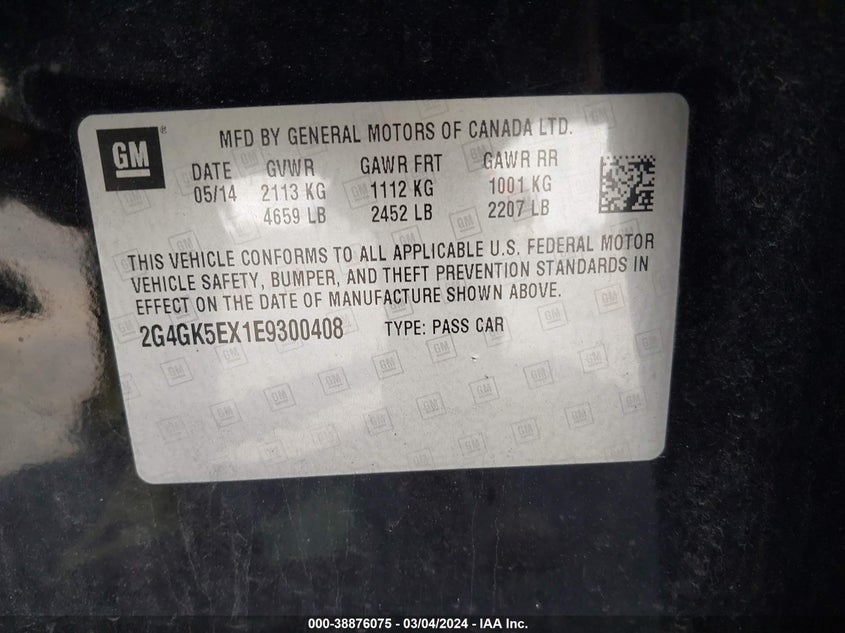 GM®
MFD BY GENERAL MOTORS OF CANADA LTD.
DATE GVWR GAWR FRT GAWR RR
05/14 2113 KG 1112 KG 1001 KG
4659 LB 2452 LB 2207 LB
THIS VEHICLE CONFORMS TO ALL APPLICABLE U.S. FEDERAL MOTOR
VEHICLE SAFETY, BUMPER, AND THEFT PREVENTION STANDARDS IN
EFFECT ON THE DATE OF MANUFACTURE SHOWN ABOVE.
2G4GK5EX1E9300408 TYPE: PASS CAR
000-38876075 — 03/04/2024 — IAA Inc.